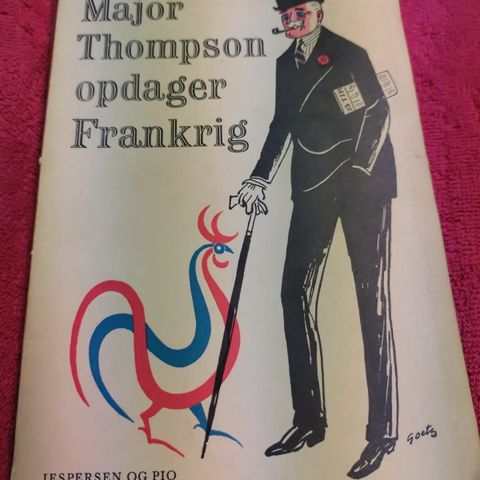 Major
Thompson
opdager
Frankrig
Goetz
JESPERSEN OG PIO